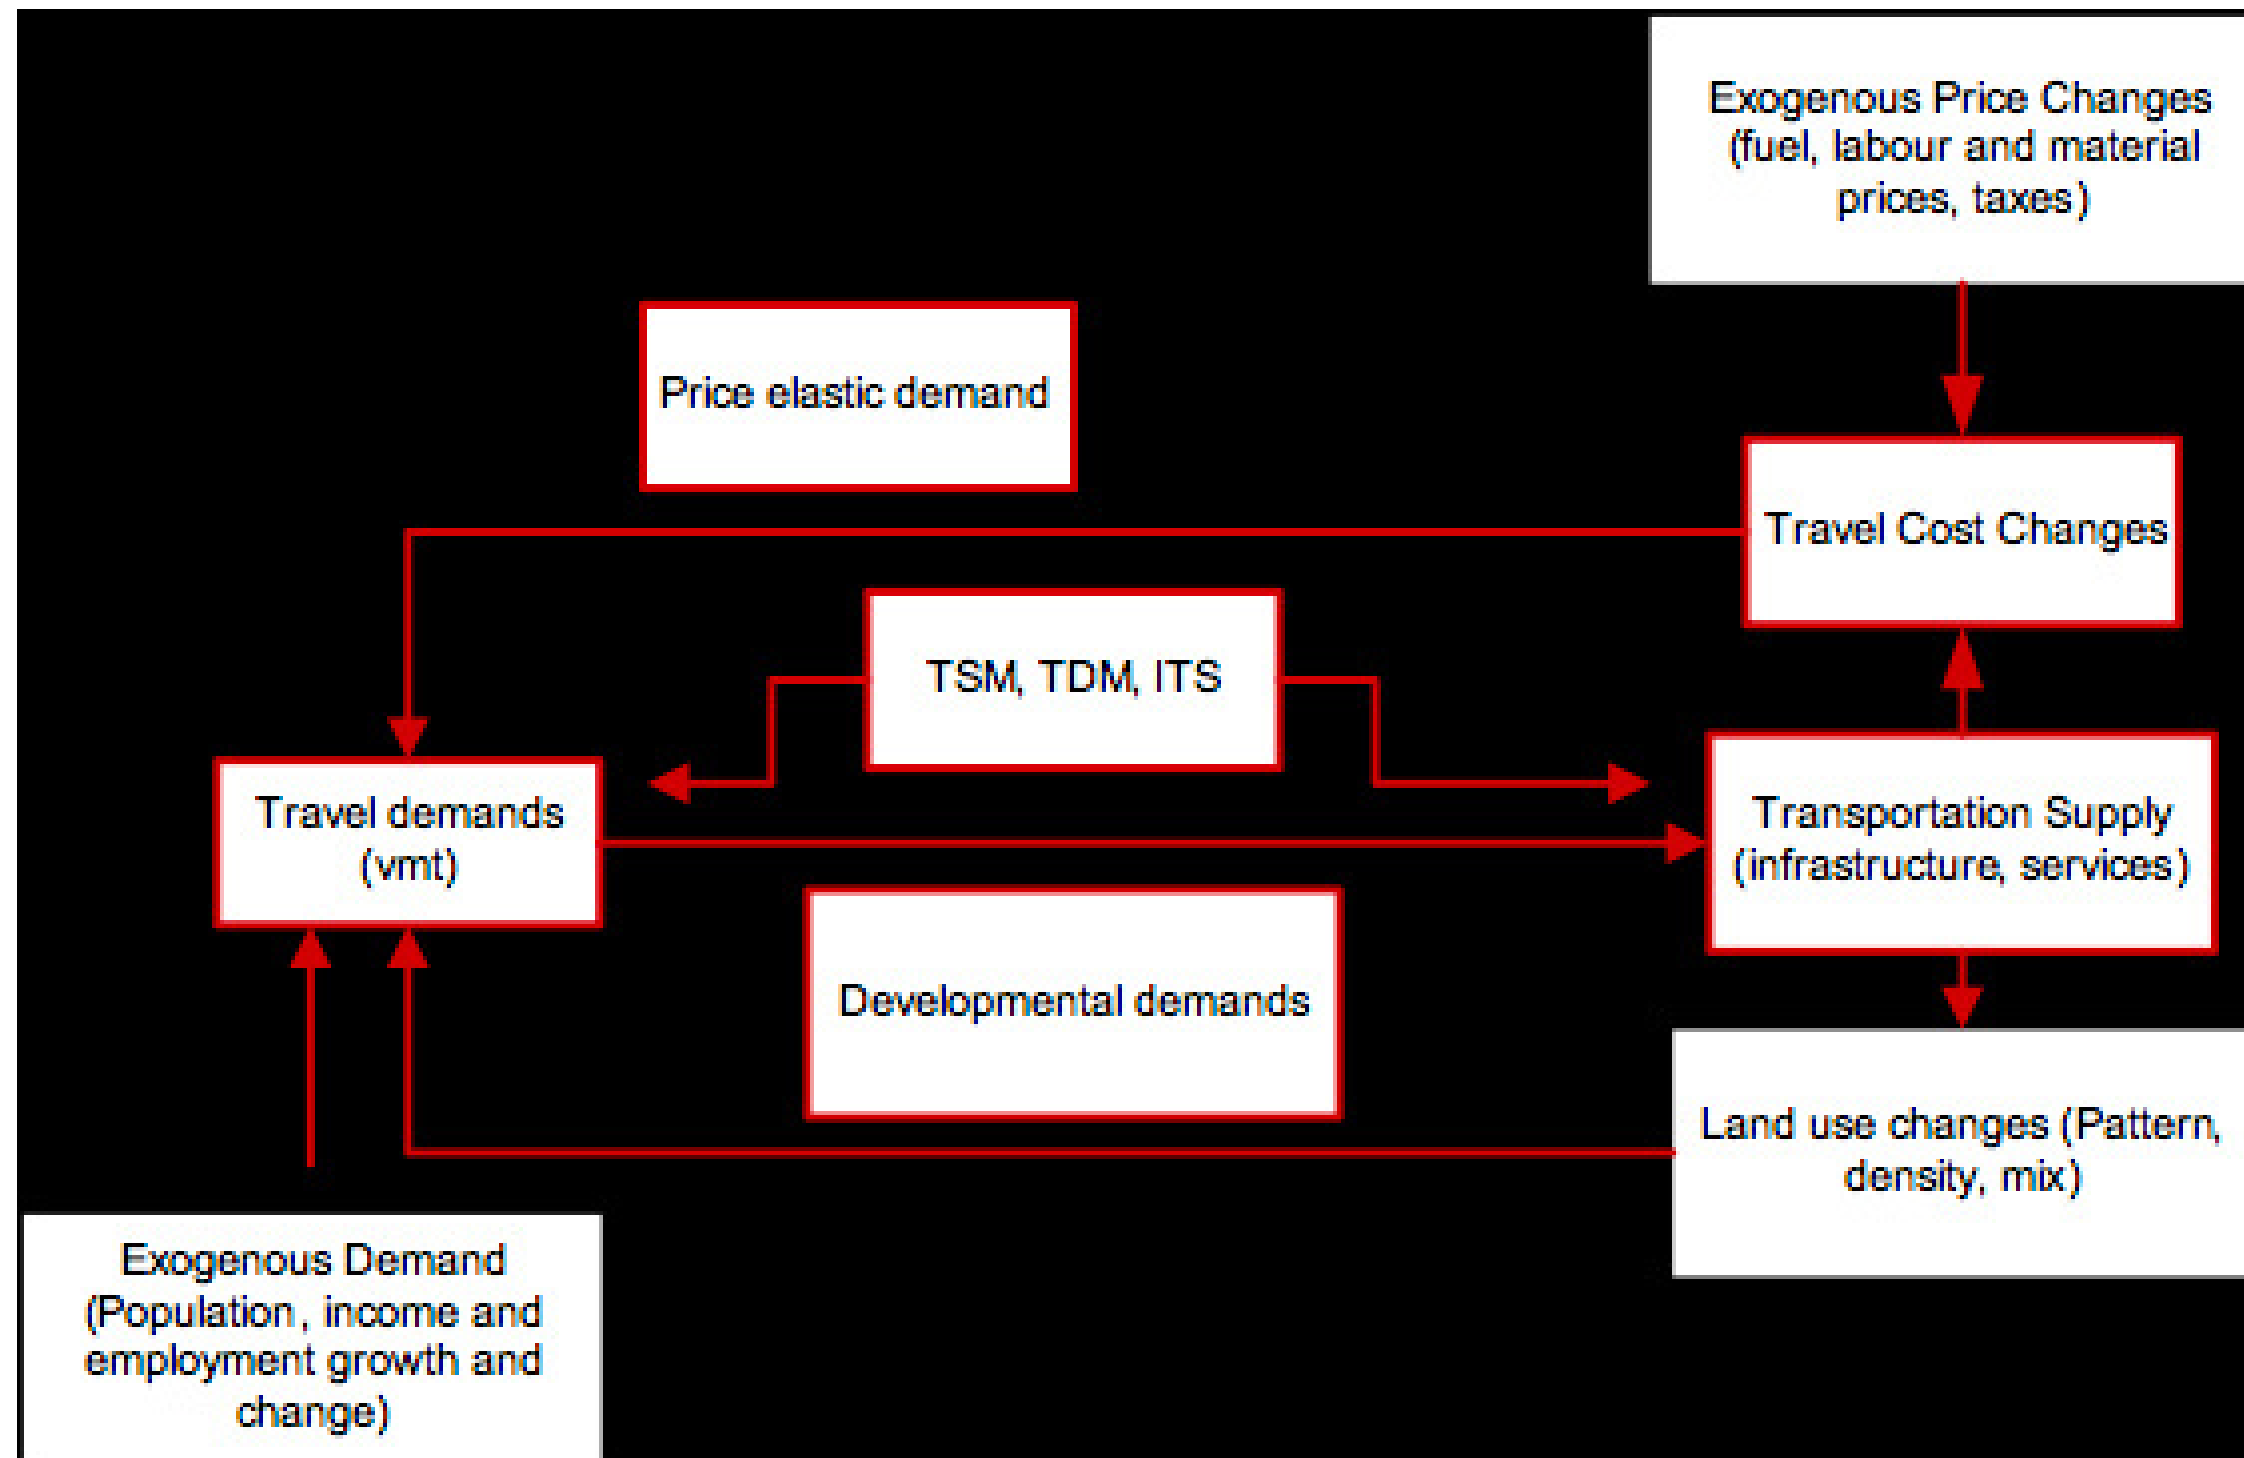 Exogenous Price Changes
(fuel, labour and material
prices, taxes)
Price elastic demand
Travel Cost Changes
TSM, TDM, ITS
Travel demands
(vmt)
Transportation Supply
(infrastructure, services)
Developmental demands
Land use changes (Pattern,
density, mix)
Exogenous Demand
(Population, income and
employment growth and
change)